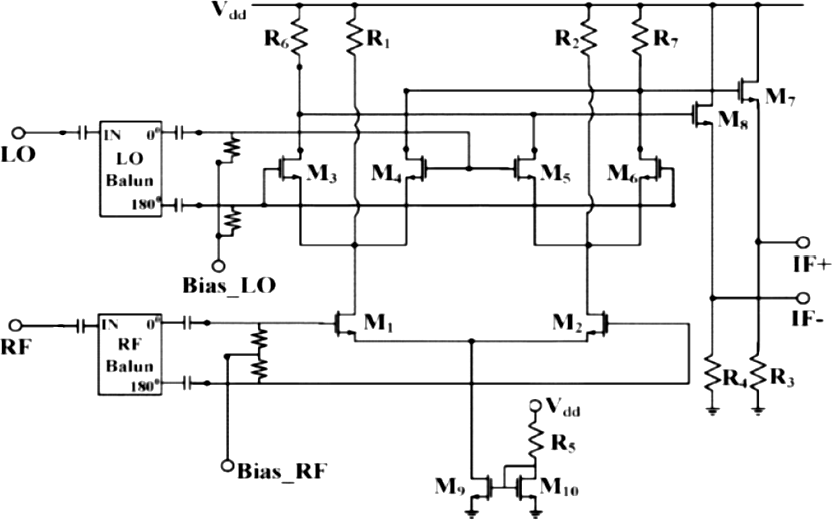 Vdd
R6
R1
R2
R7
M7
M8
LO
IN 0°
LO
Balun
180°
M3
M4
M5
M6
Bias_LO
IF+
IF-
RF
IN 0°
RF
Balun
180°
M1
M2
R4
R3
Vdd
R5
Bias_RF
M9
M10